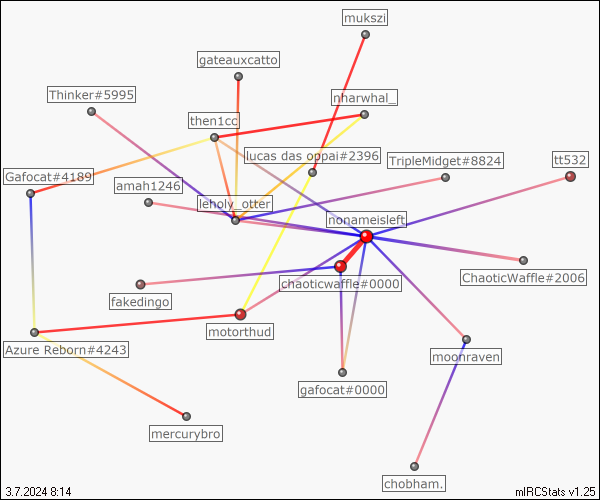 mukszi
gateauxcatto
Thinker#5995
nharwhal_
then1cc
lucas das oppai#2396
TripleMidget#8824
tt532
Gafocat#4189
amah1246
leholy_otter
nonameisleft
ChaoticWaffle#2006
chaoticwaffle#0000
fakedingo
motorthud
Azure Reborn#4243
moonraven
gafocat#0000
mercurybro
chobham.
3.7.2024 8:14
mIRCStats v1.25